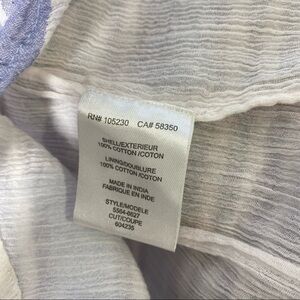 RN# 105230 CA# 58350
SHELL/EXTERIEUR
100% COTTON /COTON
LINING/DOUBLURE
100% COTTON /COTON
MADE IN INDIA
FABRIQUE EN INDE
STYLE/MODELE
5564-6627
CUT/COUPE
604235